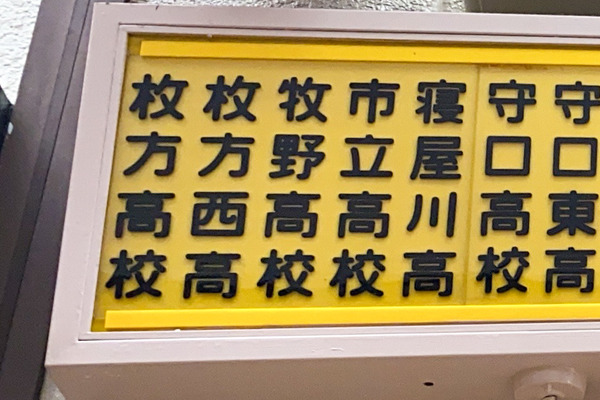 枚方高校
枚方西高
牧野高校
市立高校
寝屋川高
守口高校
守口東高